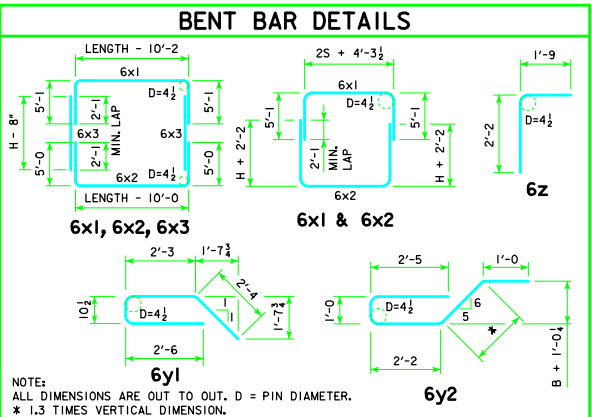 BENT BAR DETAILS
LENGTH - 10'-2
6x1
D=4½
5'-1
2'-1
5'-1
H - 8"
6x3
MIN. LAP
6x3
5'-0
2'-1
D=4½
5'-0
6x2
LENGTH - 10'-0
6x1, 6x2, 6x3
2S + 4'-3½
6x1
D=4½
5'-1
5'-1
H + 2'-2
2'-1
MIN.
LAP
H + 2'-2
6x2
6x1 & 6x2
1'-9
D=4½
2'-2
6z
2'-3
1'-7¾
2'-4
10½
D=4½
1
1
1'-7¾
2'-6
6y1
2'-5
1'-0
1'-0
D=4½
6
5
*
B + 1'-0¼
2'-2
6y2
NOTE:
ALL DIMENSIONS ARE OUT TO OUT. D = PIN DIAMETER.
* 1.3 TIMES VERTICAL DIMENSION.